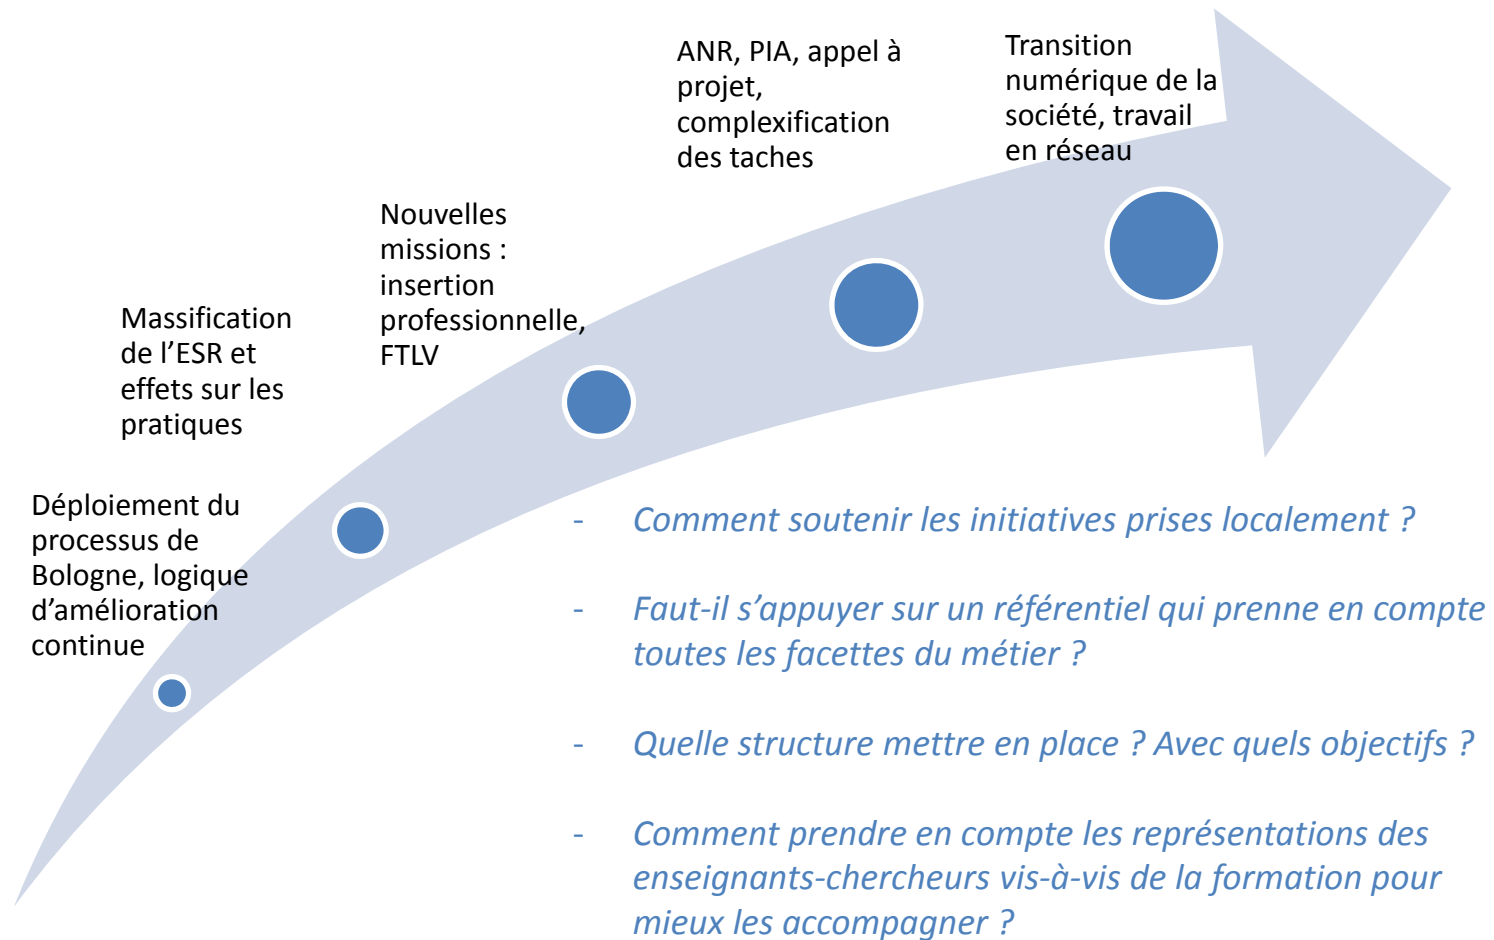 Déploiement du
processus de
Bologne, logique
d’amélioration
continue
Massification
de l’ESR et
effets sur les
pratiques
Nouvelles
missions :
insertion
professionnelle,
FTLV
ANR, PIA, appel à
projet,
complexification
des taches
Transition
numérique de la
société, travail
en réseau
- Comment soutenir les initiatives prises localement ?
- Faut-il s’appuyer sur un référentiel qui prenne en compte
toutes les facettes du métier ?
- Quelle structure mettre en place ? Avec quels objectifs ?
- Comment prendre en compte les représentations des
enseignants-chercheurs vis-à-vis de la formation pour
mieux les accompagner ?